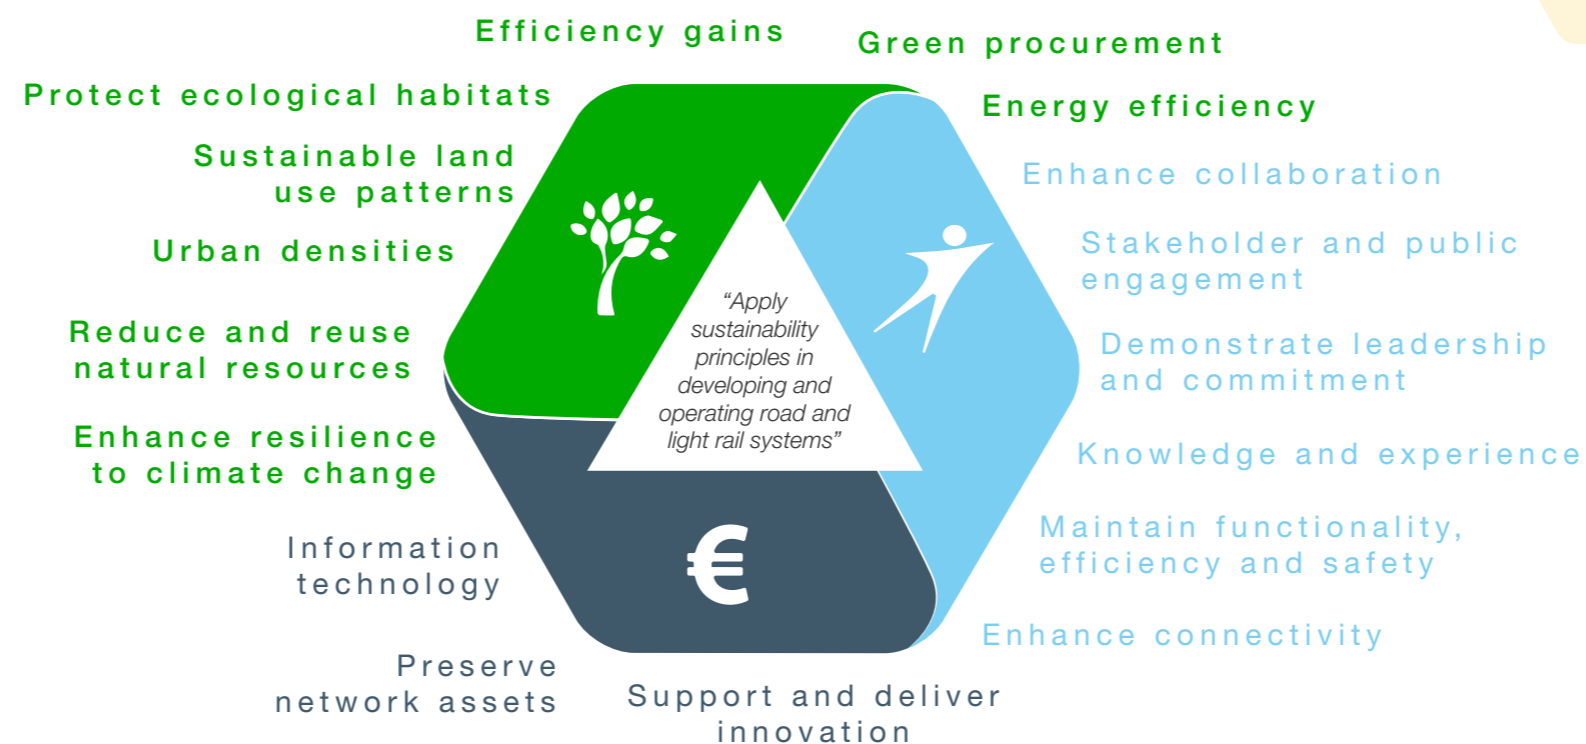 Efficiency gains
Green procurement
Protect ecological habitats
Energy efficiency
Sustainable land
use patterns
Enhance collaboration
Urban densities
Stakeholder and public
engagement
Reduce and reuse
natural resources
Demonstrate leadership
and commitment
Enhance resilience
to climate change
Knowledge and experience
"Apply
sustainability
principles in
developing and
operating road and
light rail systems"
Information
technology
€
Maintain functionality,
efficiency and safety
Enhance connectivity
Preserve
network assets
Support and deliver
innovation